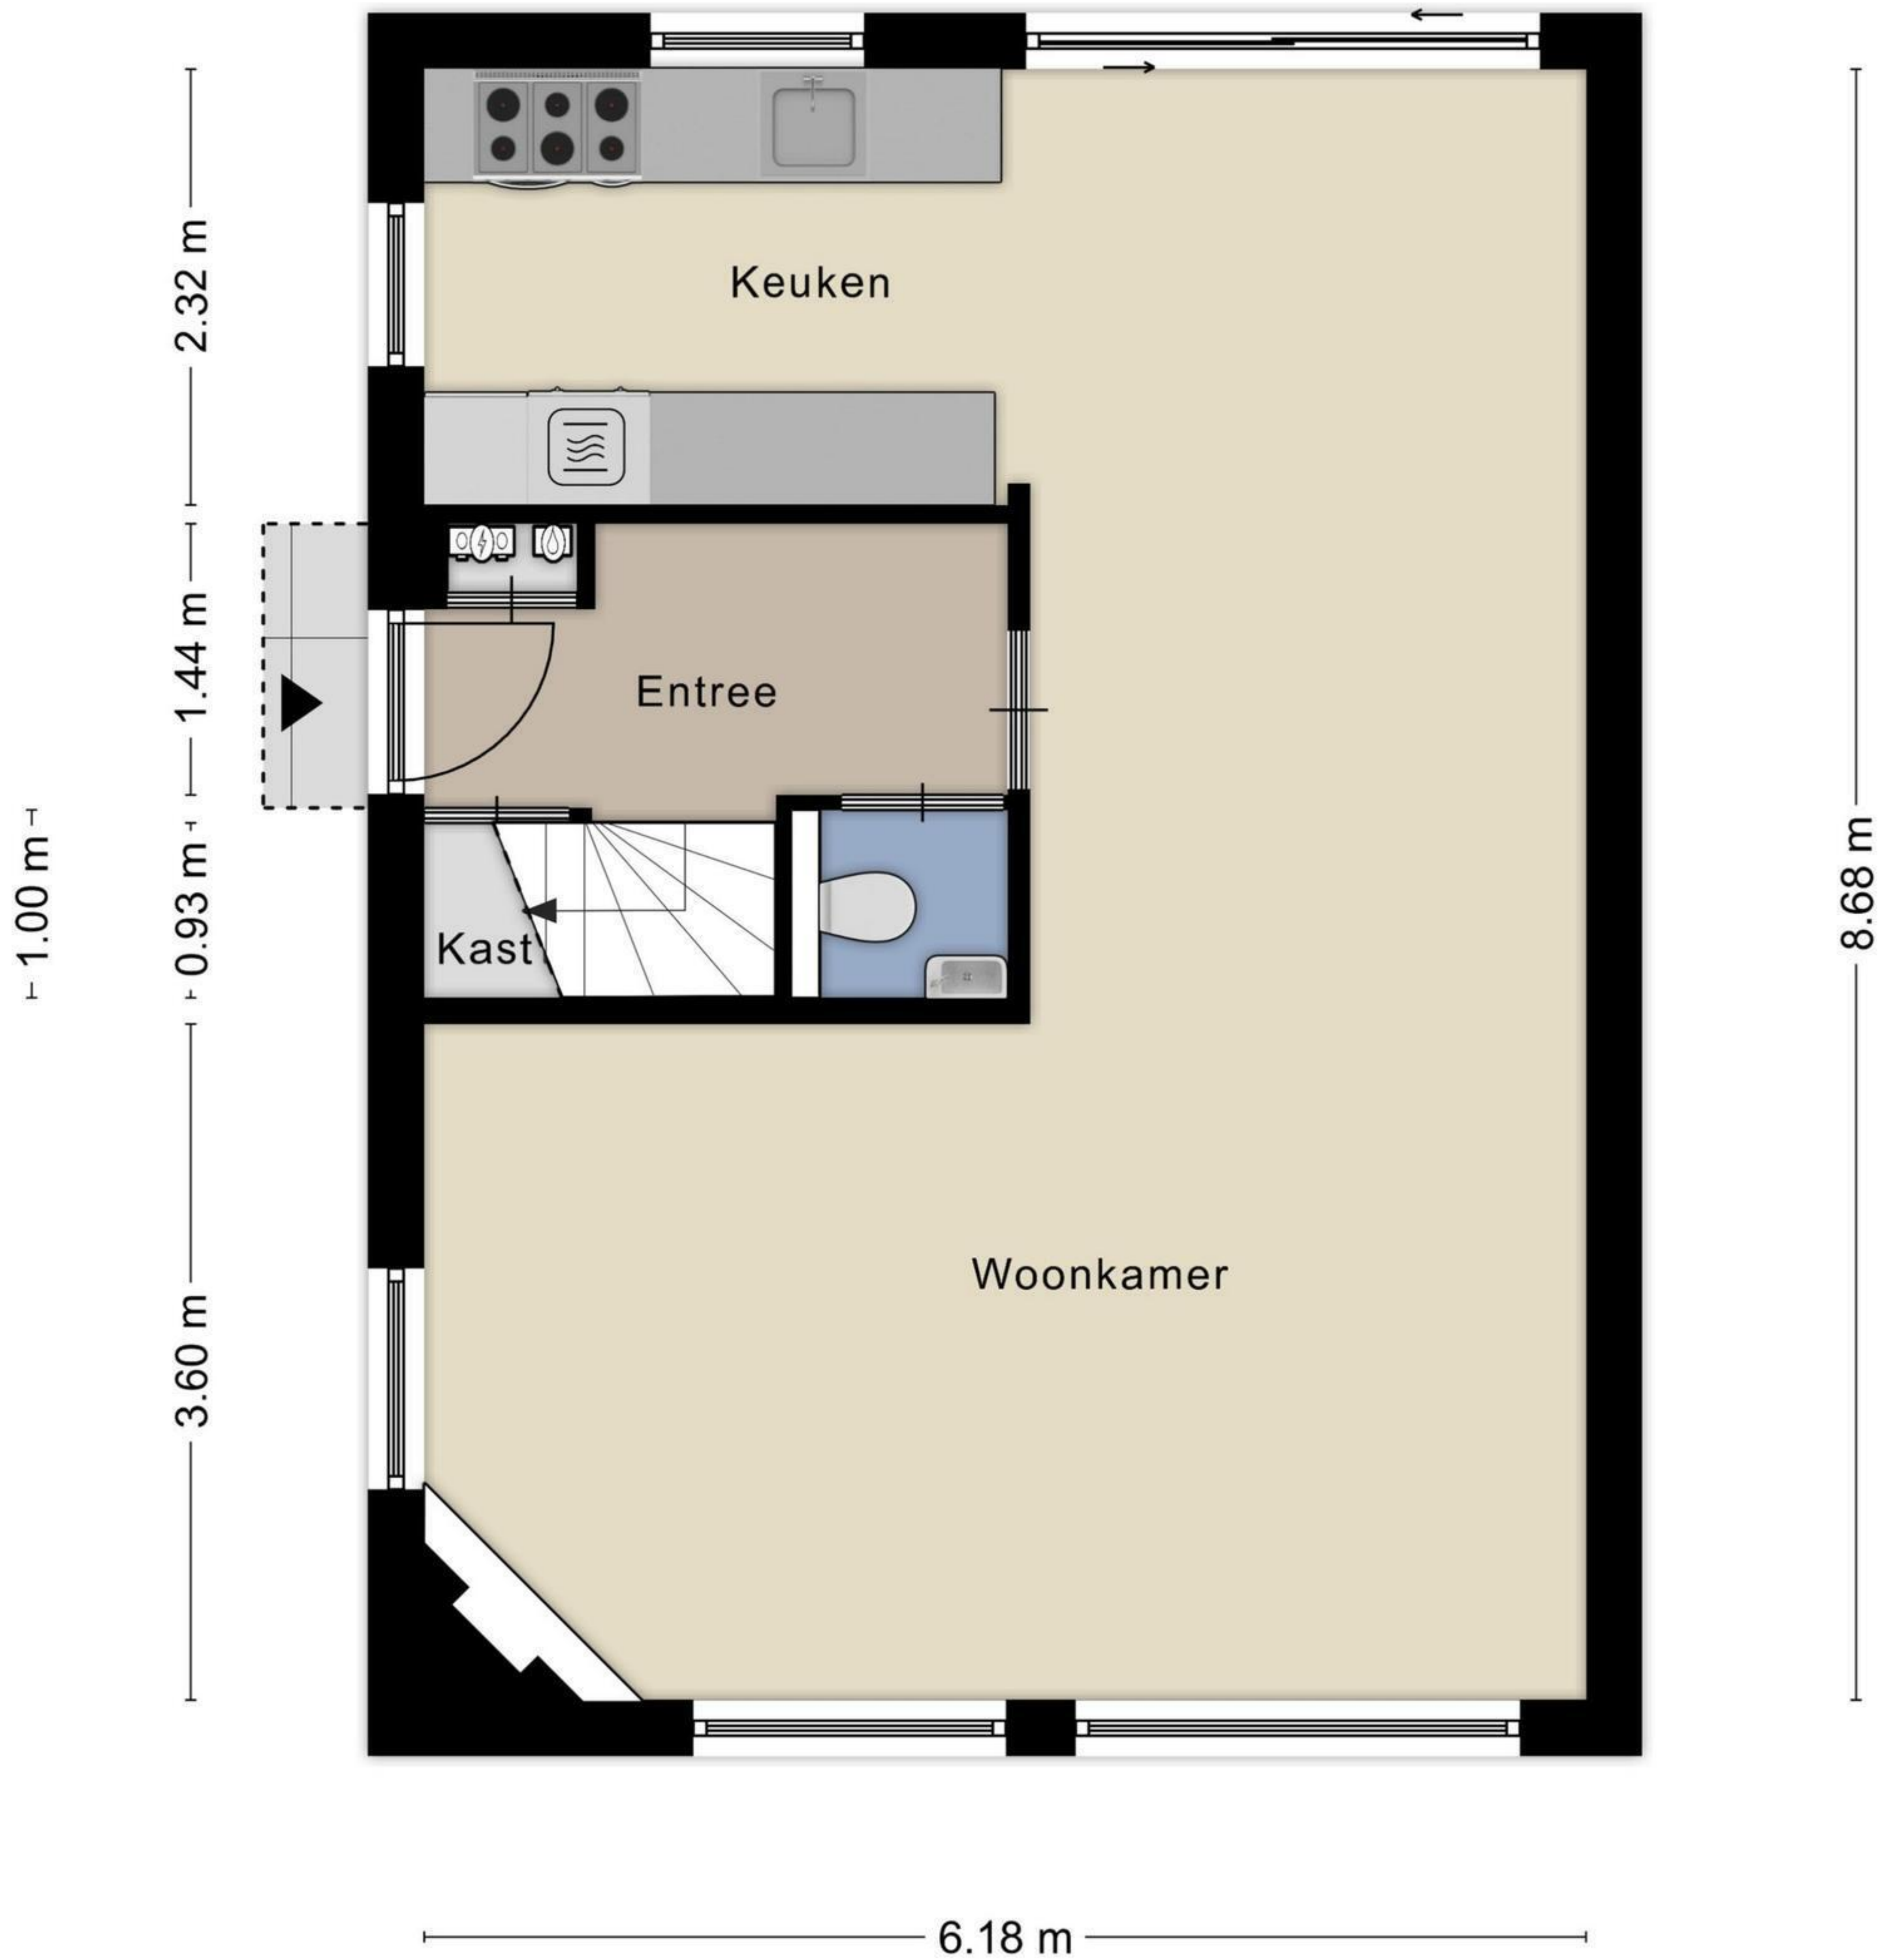 Keuken
2.32 m
Entree
1.44 m
Kast
0.93 m
1.00 m
8.68 m
Woonkamer
3.60 m
6.18 m